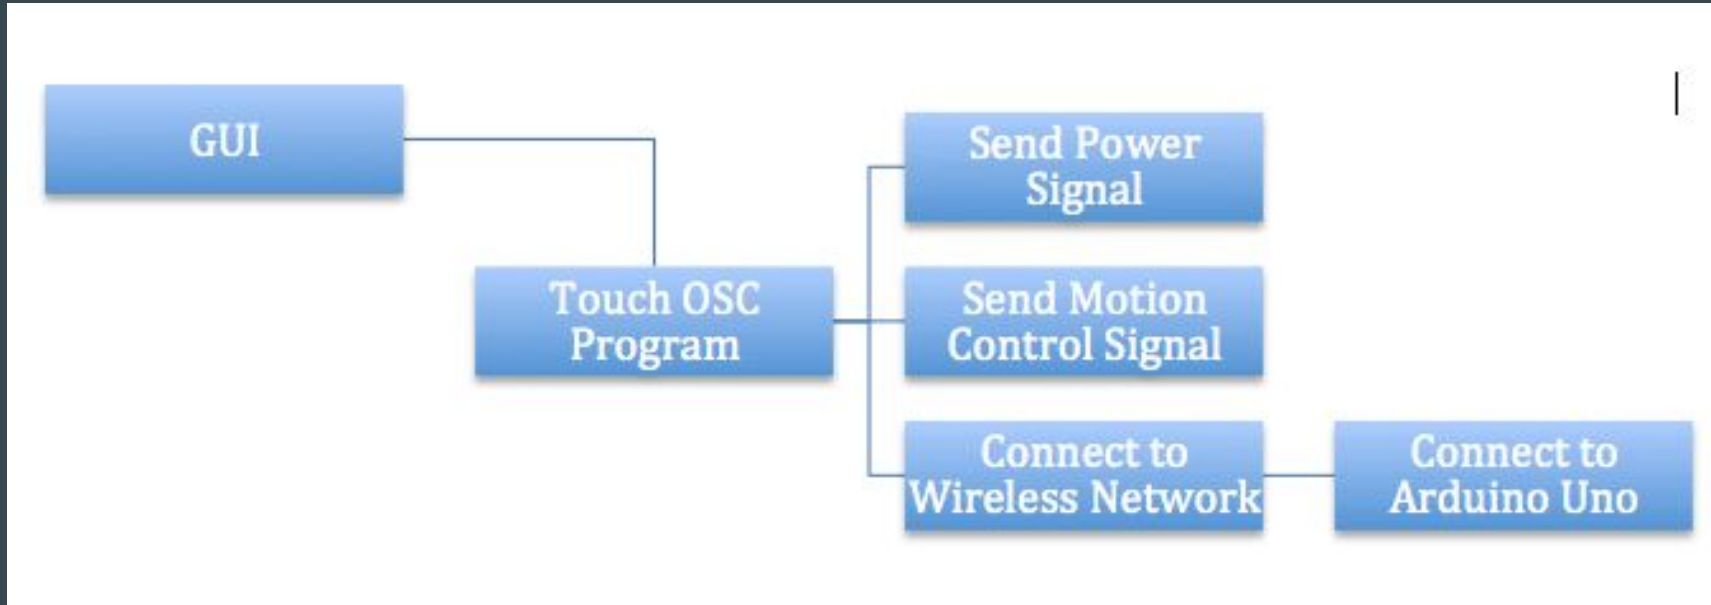 GUI
Send Power
Signal
Touch OSC
Program
Send Motion
Control Signal
Connect to
Wireless Network
Connect to
Arduino Uno